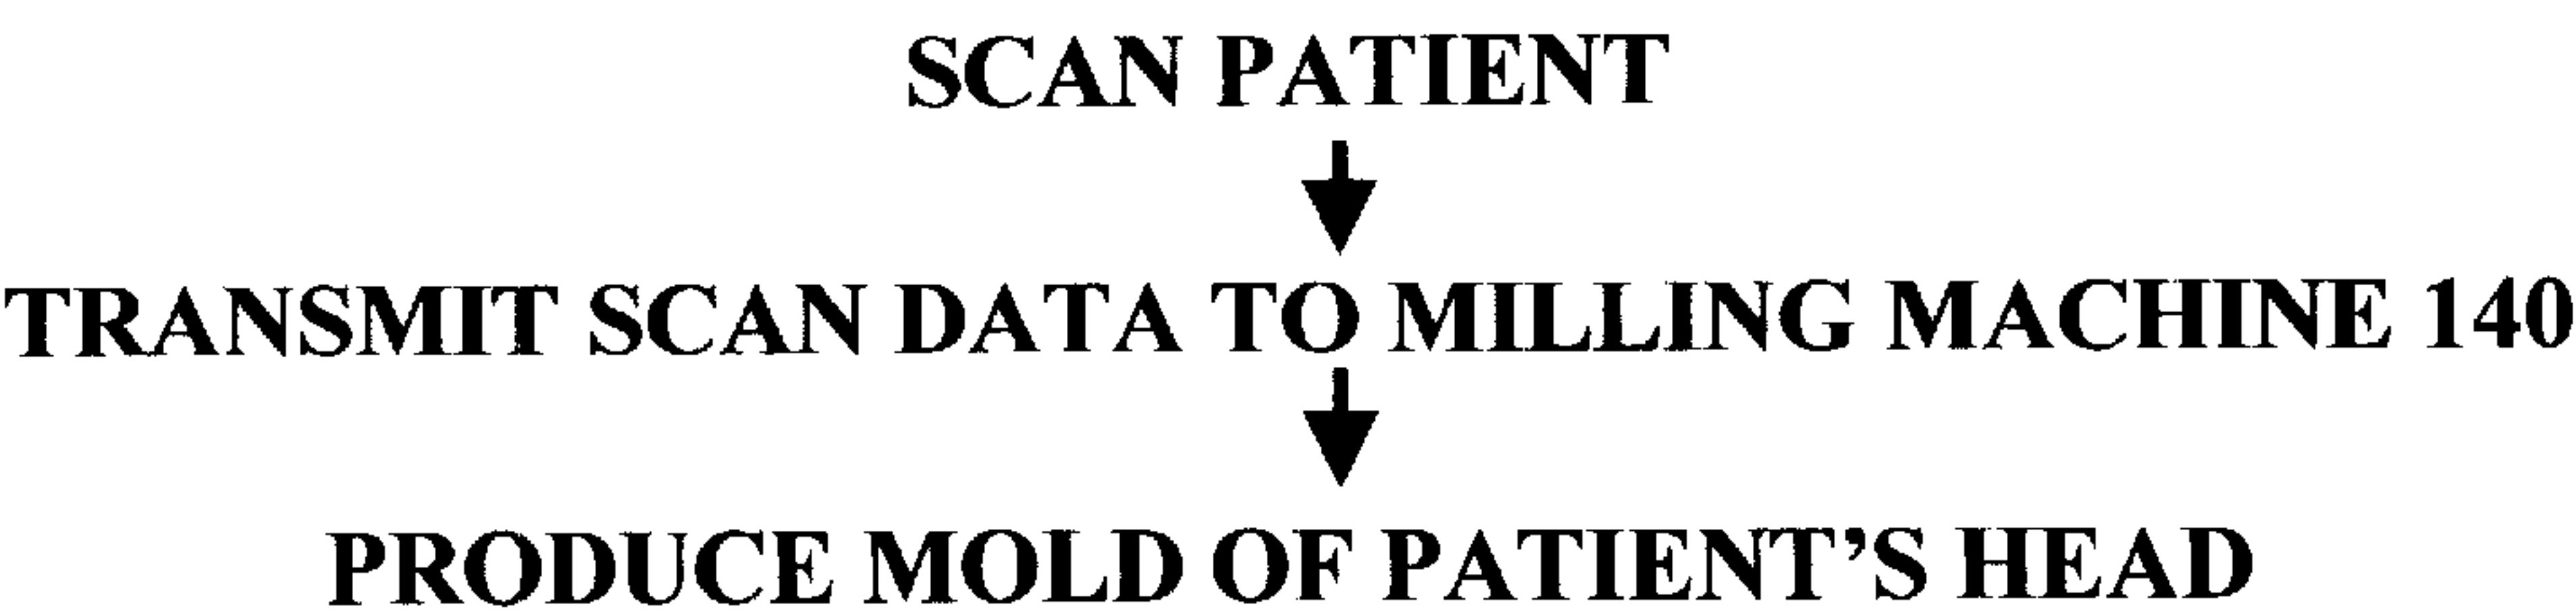 SCAN PATIENT
TRANSMIT SCAN DATA TO MILLING MACHINE 140
PRODUCE MOLD OF PATIENT’S HEAD